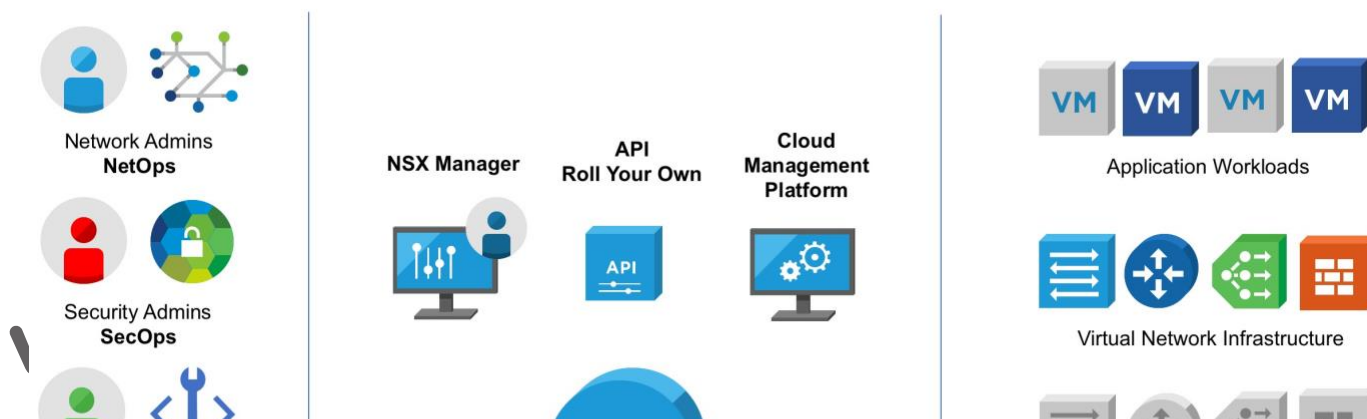 Network Admins
NetOps
Security Admins
SecOps
NSX Manager
API
Roll Your Own
Cloud
Management
Platform
API
VM VM VM VM
Application Workloads
Virtual Network Infrastructure